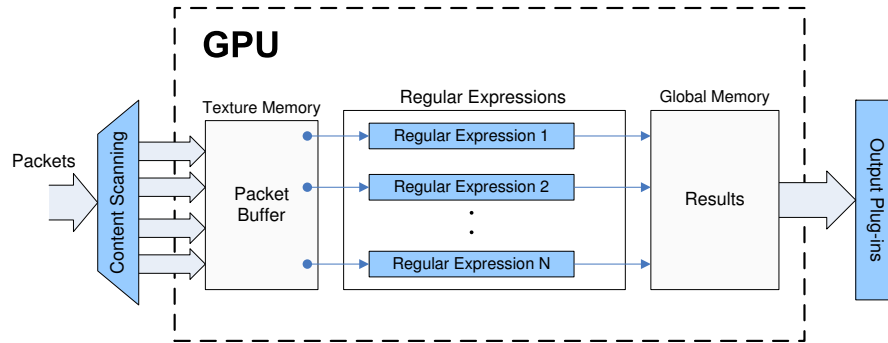 GPU
Texture Memory
Regular Expressions
Global Memory
Packets
Content Scanning
Packet
Buffer
Regular Expression 1
Regular Expression 2
Regular Expression N
Results
Output Plug-ins